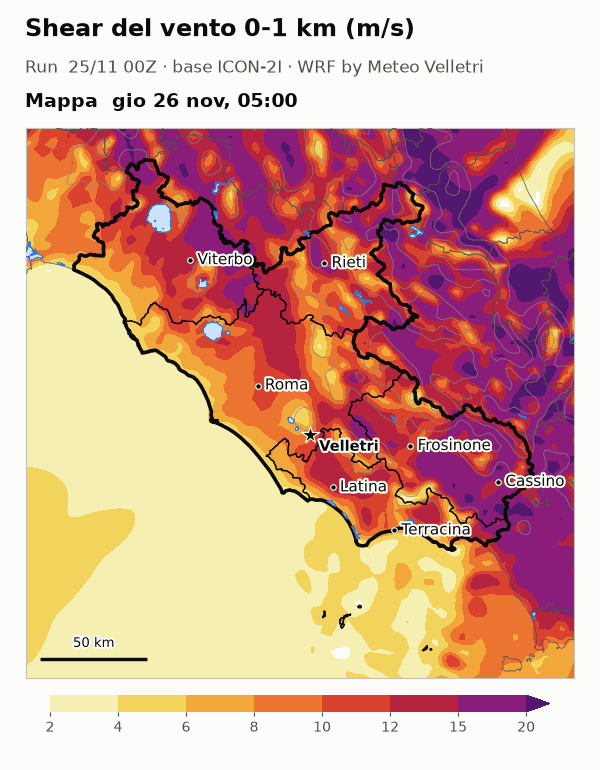 Shear del vento 0-1 km (m/s)
Run  25/11 00Z · base ICON-2I · WRF by Meteo Velletri
Mappa  gio 26 nov, 05:00
Viterbo
Rieti
Roma
Velletri
Frosinone
Cassino
Latina
Terracina
50 km
2 4 6 8 10 12 15 20